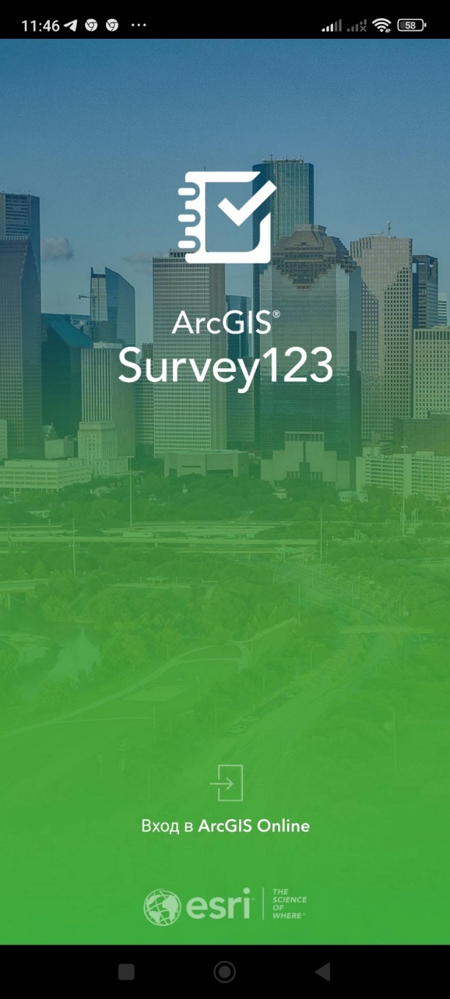 11:46
58
ArcGIS®
Survey123
Вход в ArcGIS Online
esri
THE
SCIENCE
OF
WHERE®